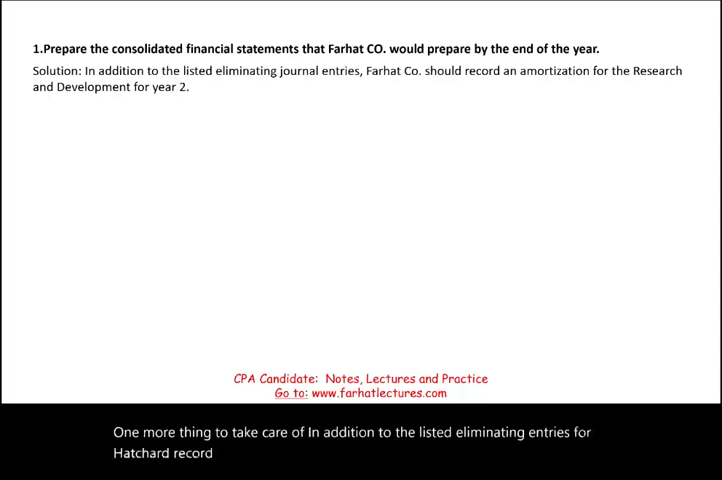 1.Prepare the consolidated financial statements that Farhat CO. would prepare by the end of the year.
Solution: In addition to the listed eliminating journal entries, Farhat Co. should record an amortization for the Research
and Development for year 2.
CPA Candidate: Notes, Lectures and Practice
Go to: www.farhatlectures.com
One more thing to take care of In addition to the listed eliminating entries for
Hatchard record